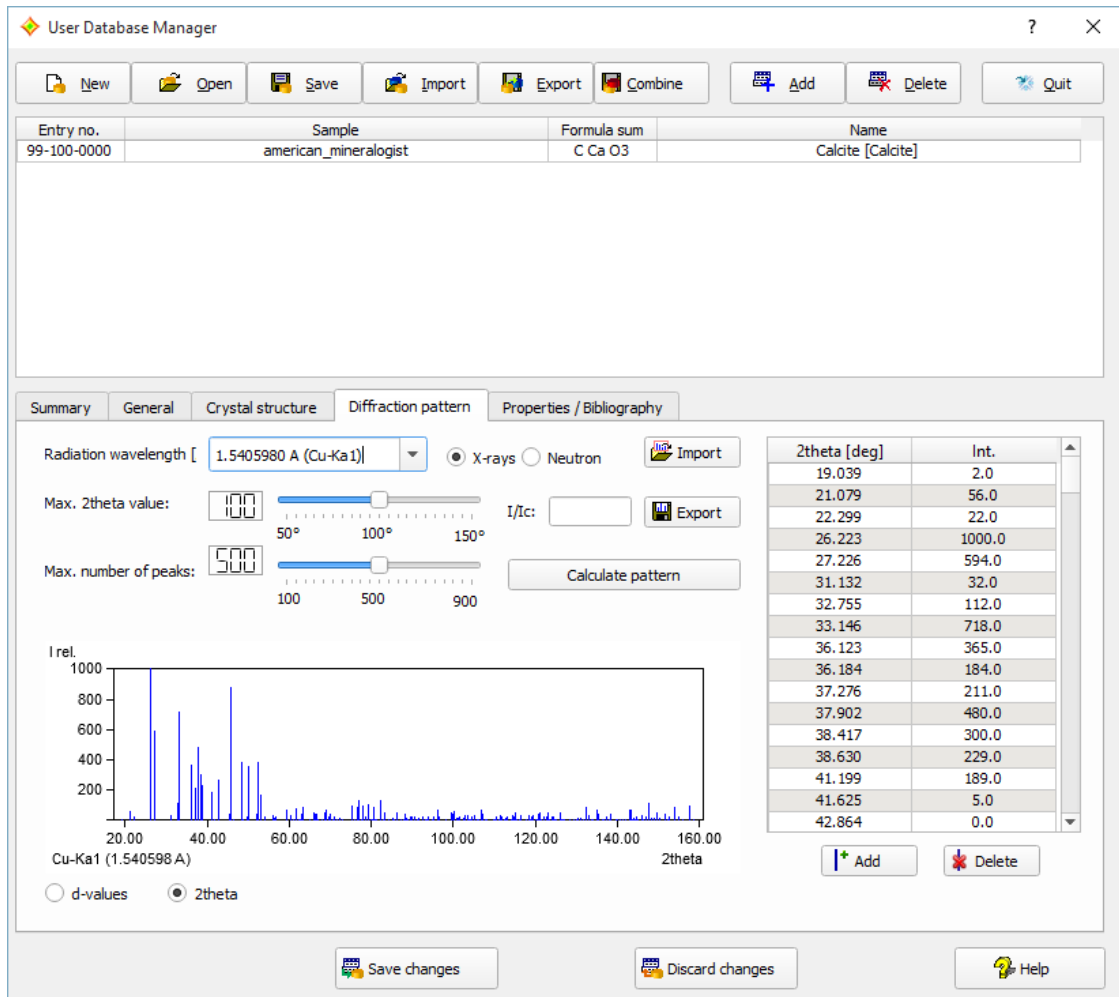 User Database Manager ?
New Open Save Import Export Combine Add Delete Quit
Entry no. Sample Formula sum Name
99-100-0000 american_mineralogist C Ca O3 Calcite [Calcite]
Summary General Crystal structure Diffraction pattern Properties / Bibliography
Radiation wavelength [ 1.5405980 A (Cu-Ka1) X-rays Neutron Import
Max. 2theta value: 100 50° 100° 150° I/Ic: Export
Max. number of peaks: 500 100 500 900 Calculate pattern
I rel.
1000
800
600
400
200
20.00 40.00 60.00 80.00 100.00 120.00 140.00 160.00
Cu-Ka1 (1.540598 A) 2theta
d-values 2theta
2theta [deg] Int.
19.039 2.0
21.079 56.0
22.299 22.0
26.223 1000.0
27.226 594.0
31.132 32.0
32.755 112.0
33.146 718.0
36.123 365.0
36.184 184.0
37.276 211.0
37.902 480.0
38.417 300.0
38.630 229.0
41.199 189.0
41.625 5.0
42.864 0.0
Add Delete
Save changes Discard changes Help